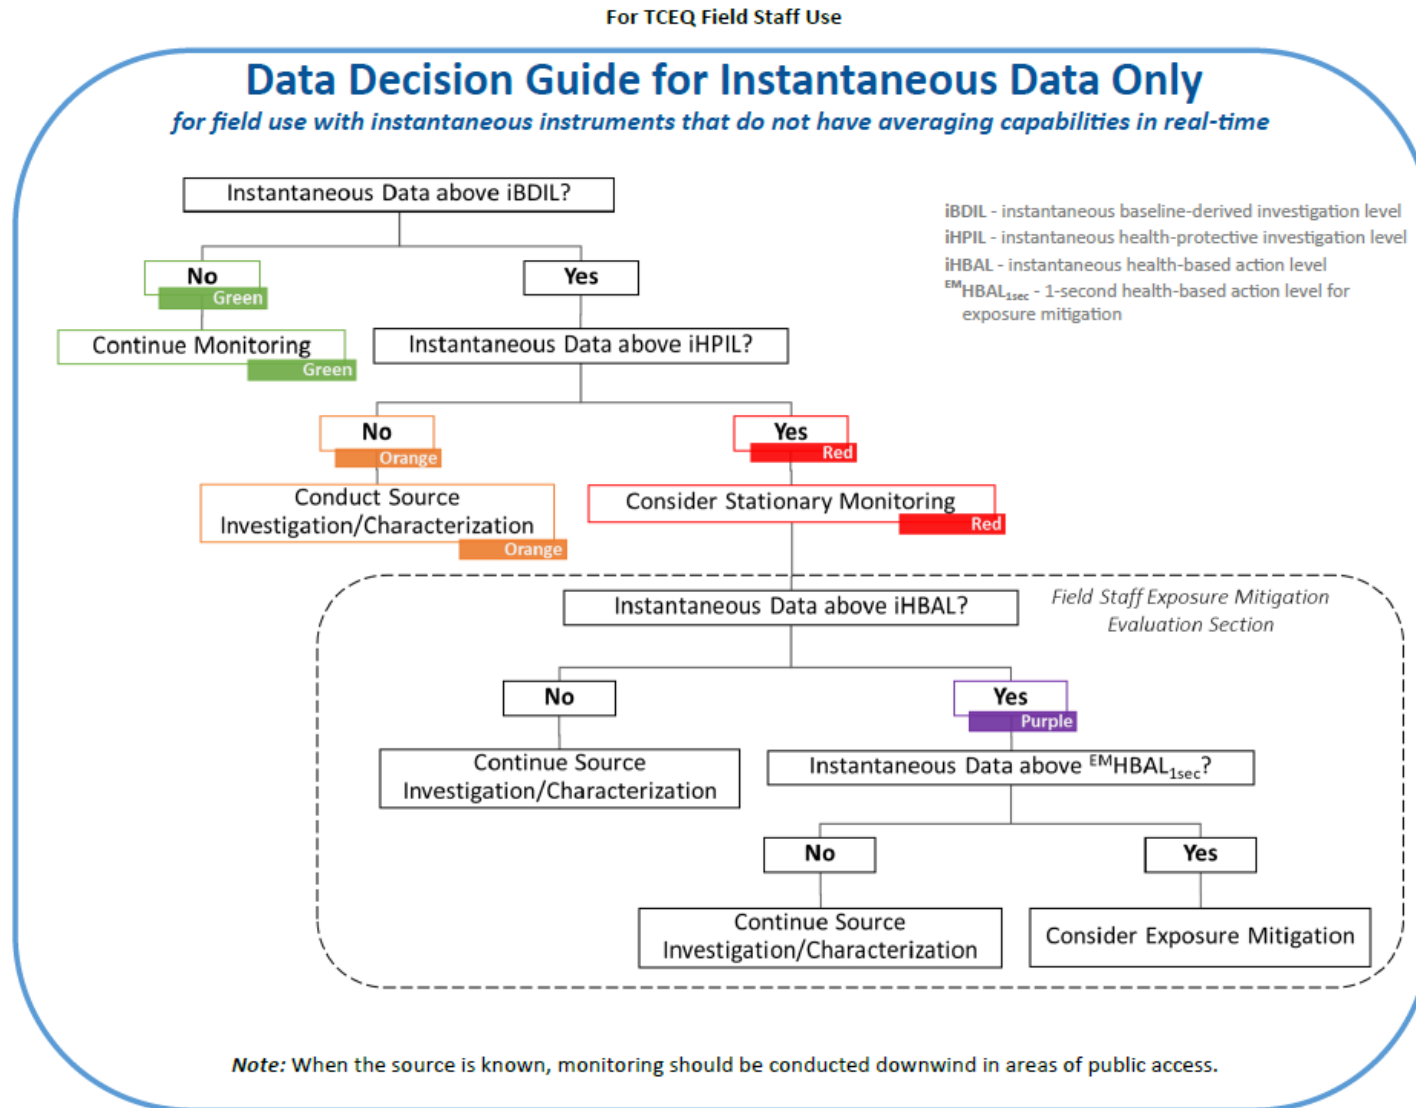 For TCEQ Field Staff Use
Data Decision Guide for Instantaneous Data Only
for field use with instantaneous instruments that do not have averaging capabilities in real-time
Instantaneous Data above iBDIL?
iBDIL - instantaneous baseline-derived investigation level
iHPIL - instantaneous health-protective investigation level
iHBAL - instantaneous health-based action level
EMHBAL1sec - 1-second health-based action level for
exposure mitigation
No
Green
Yes
Continue Monitoring
Green
Instantaneous Data above iHPIL?
No
Orange
Yes
Red
Conduct Source
Investigation/Characterization
Orange
Consider Stationary Monitoring
Red
Instantaneous Data above iHBAL?
Field Staff Exposure Mitigation
Evaluation Section
No
Yes
Purple
Continue Source
Investigation/Characterization
Instantaneous Data above EMHBAL1sec?
No
Yes
Continue Source
Investigation/Characterization
Consider Exposure Mitigation
Note: When the source is known, monitoring should be conducted downwind in areas of public access.